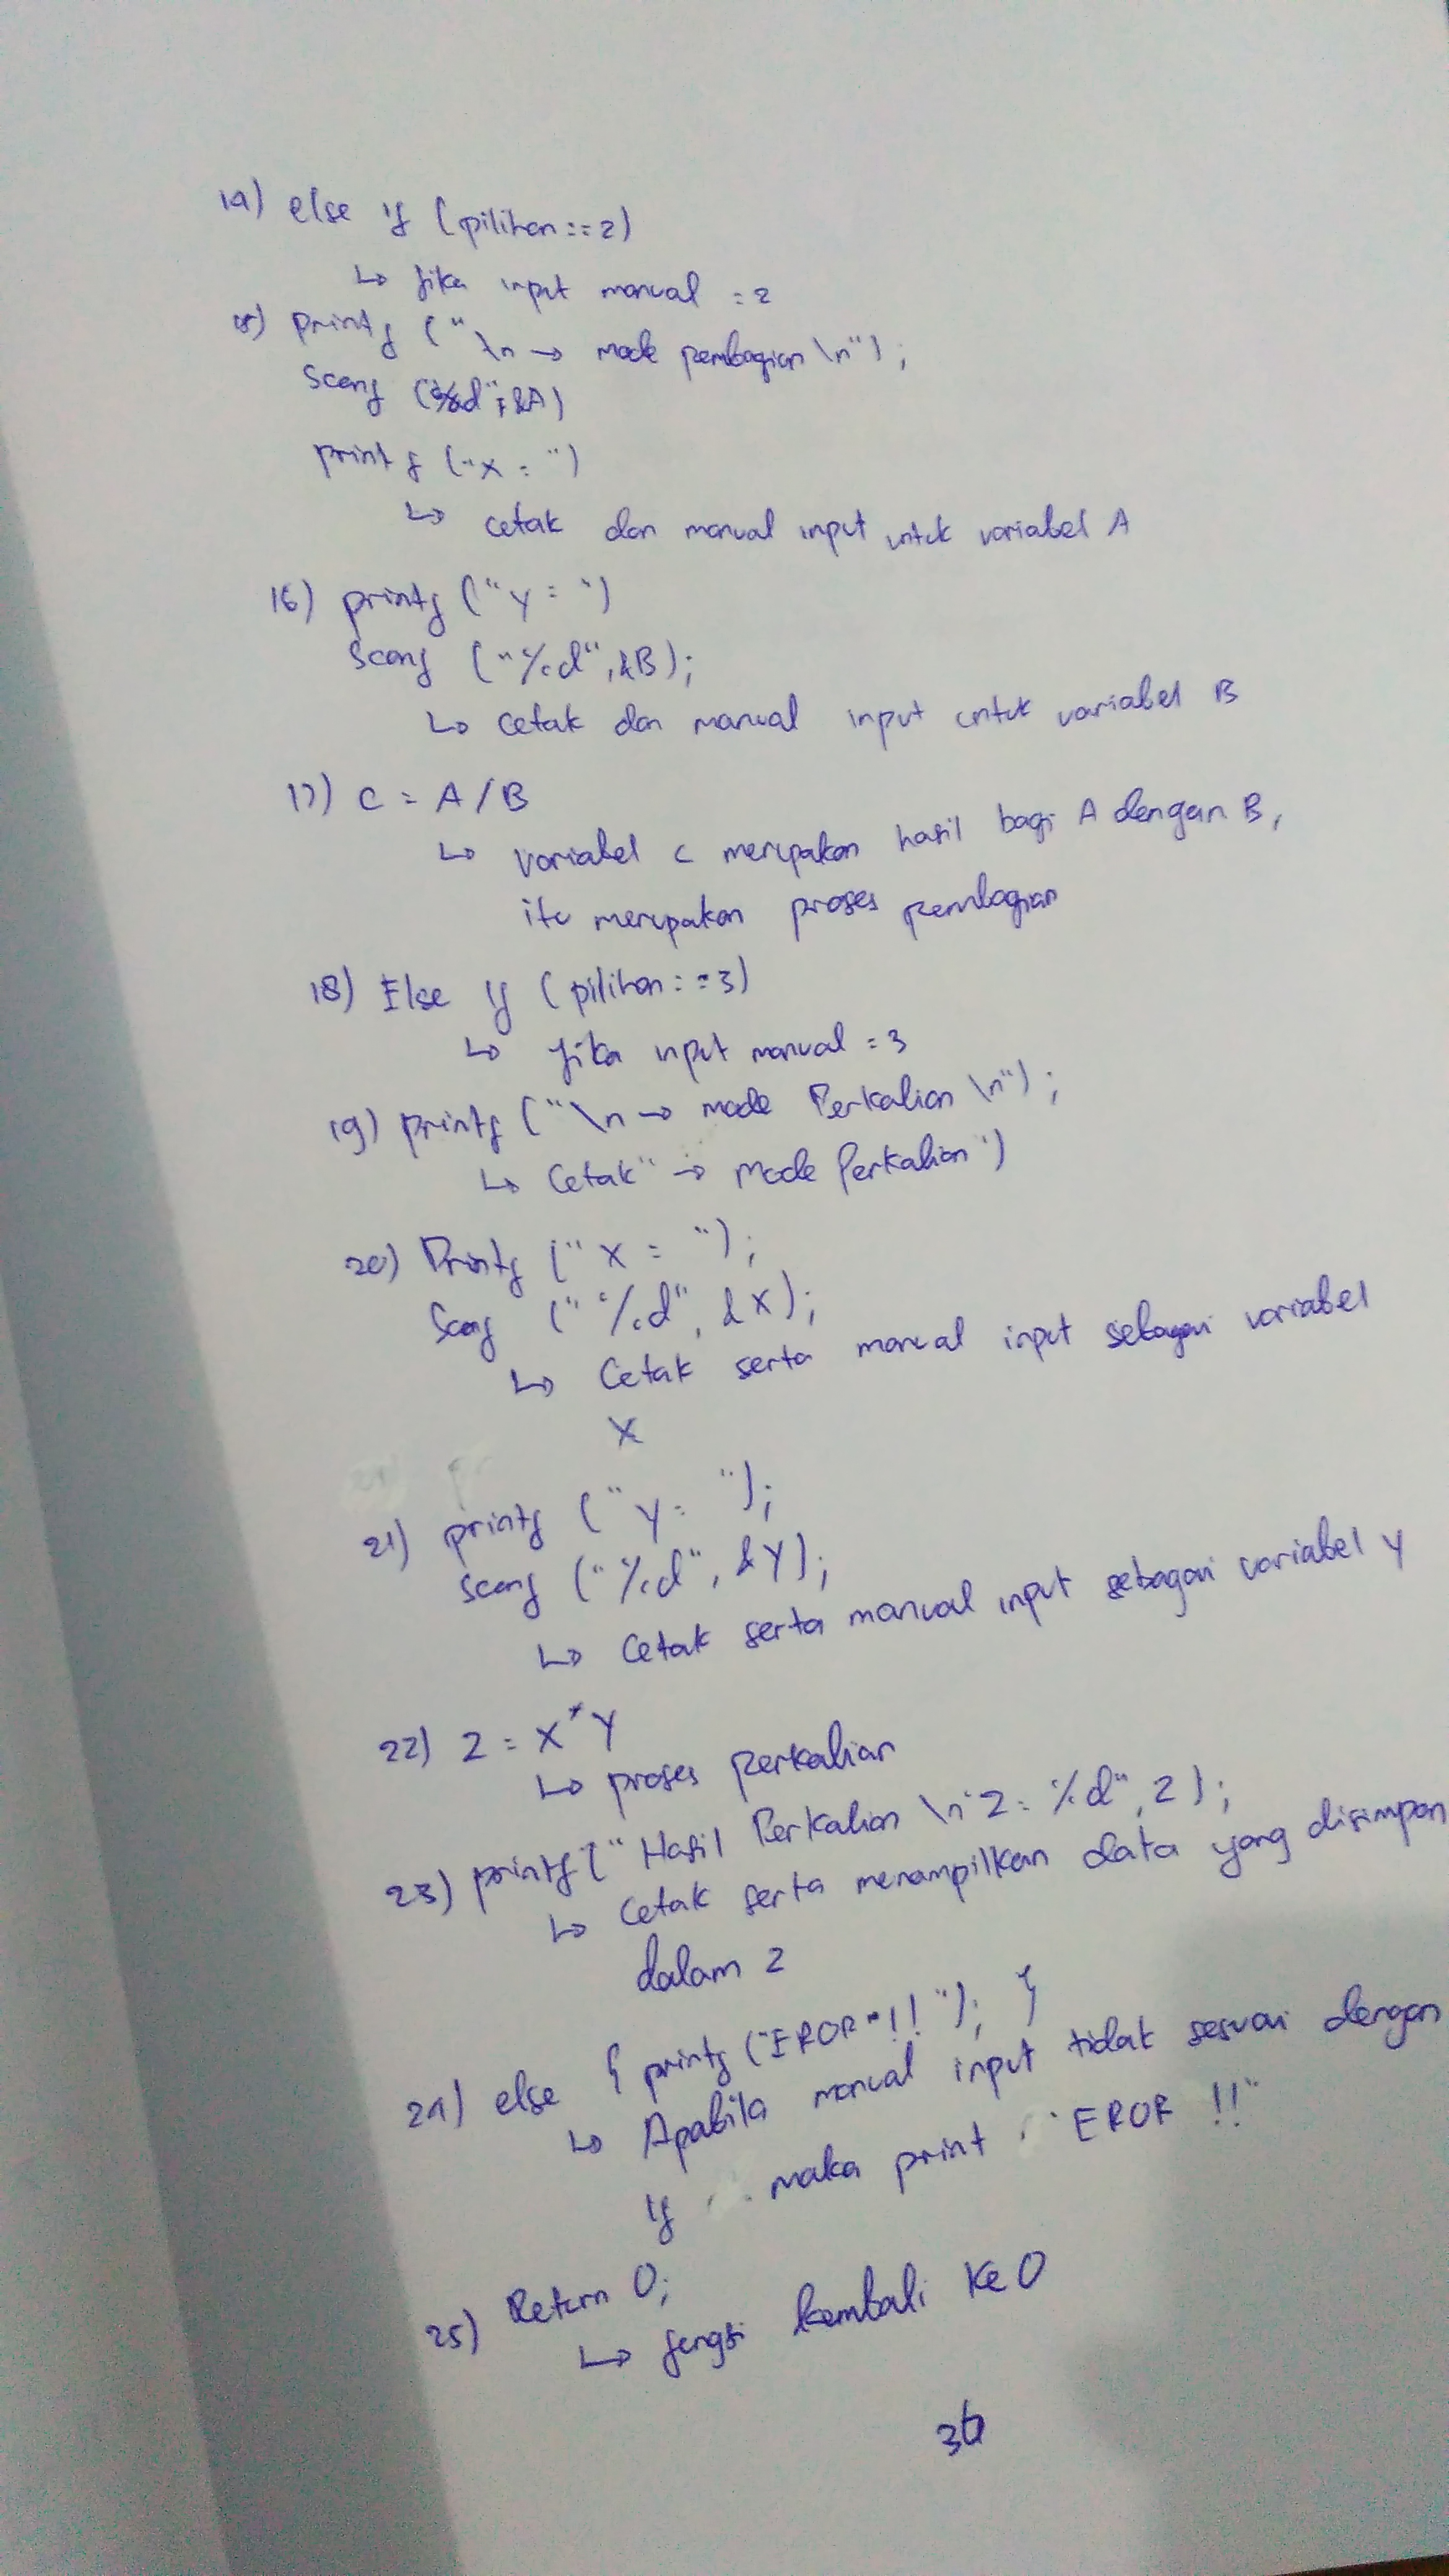 14) else if (pilihan == 2)
↳ jika input manual = 2
15) printf ("\n → mode pembagian \n");
scanf ("%d", &A)
printf ("x = ")
↳ cetak dan manual input untuk variabel A
16) printf ("y = ")
scanf ("%d", &B);
↳ cetak dan manual input untuk variabel B
17) C = A / B
↳ variabel c merupakan hasil bagi A dengan B,
itu merupakan proses pembagian
18) Else if (pilihan == 3)
↳ jika input manual = 3
19) printf ("\n → mode Perkalian \n");
↳ Cetak " → Mode Perkalian ")
20) Printf ("x = ");
Scanf ("%d", &X);
↳ Cetak serta manual input sebagai variabel
X
21) printf ("y = ");
scanf ("%d", &Y);
↳ Cetak serta manual input sebagai variabel Y
22) Z = X * Y
↳ proses perkalian
23) printf ("Hasil Perkalian \n Z = %d", Z);
↳ Cetak serta menampilkan data yang disimpan
dalam Z
24) else { printf ("EROR !! "); }
↳ Apabila manual input tidak sesuai dengan
if maka print "EROR !!"
25) Return 0;
↳ fungsi kembali ke 0
36